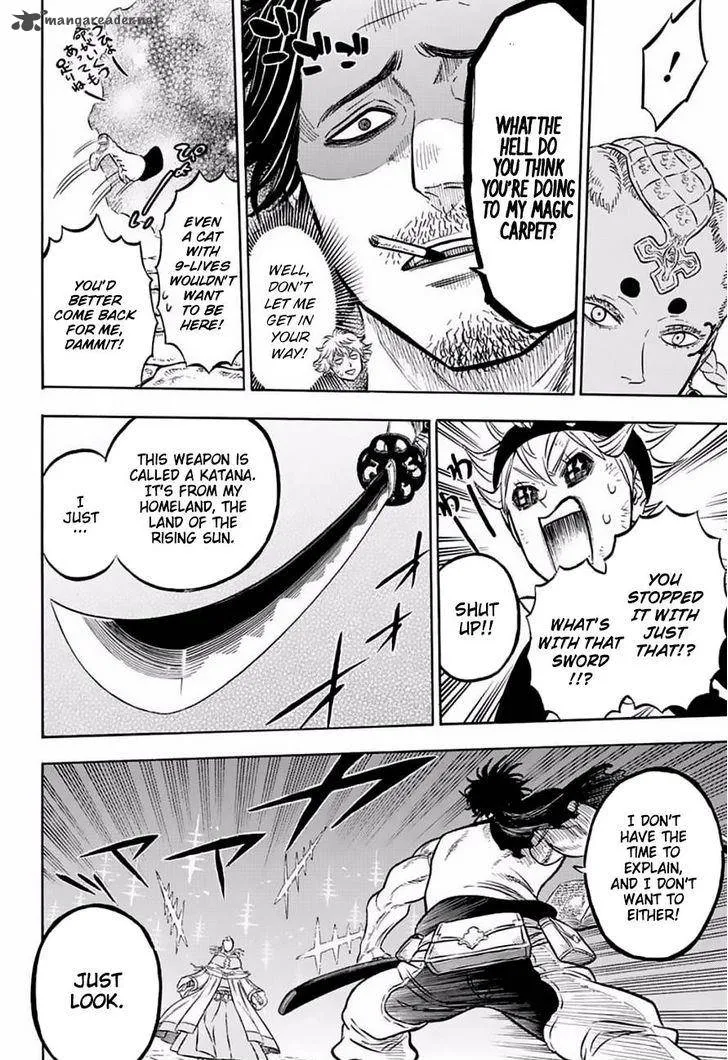 mangareader.net
!
WHAT THE
HELL DO
YOU THINK
YOU'RE DOING
TO MY MAGIC
CARPET?
WELL,
DON'T
LET ME
GET IN
YOUR
WAY!
EVEN
A CAT
WITH
9-LIVES
WOULDN'T
WANT
TO BE
HERE!
YOU'D
BETTER
COME BACK
FOR ME,
DAMMIT!
わわ
YOU
STOPPED
IT WITH
JUST
THAT!?
WHAT'S
WITH THAT
SWORD
!!?
SHUT
UP!!
THIS WEAPON IS
CALLED A KATANA.
IT'S FROM MY
HOMELAND, THE
LAND OF THE
RISING SUN.
I
JUST
...
I DON'T
HAVE THE
TIME TO
EXPLAIN,
AND I DON'T
WANT TO
EITHER!
JUST
LOOK.